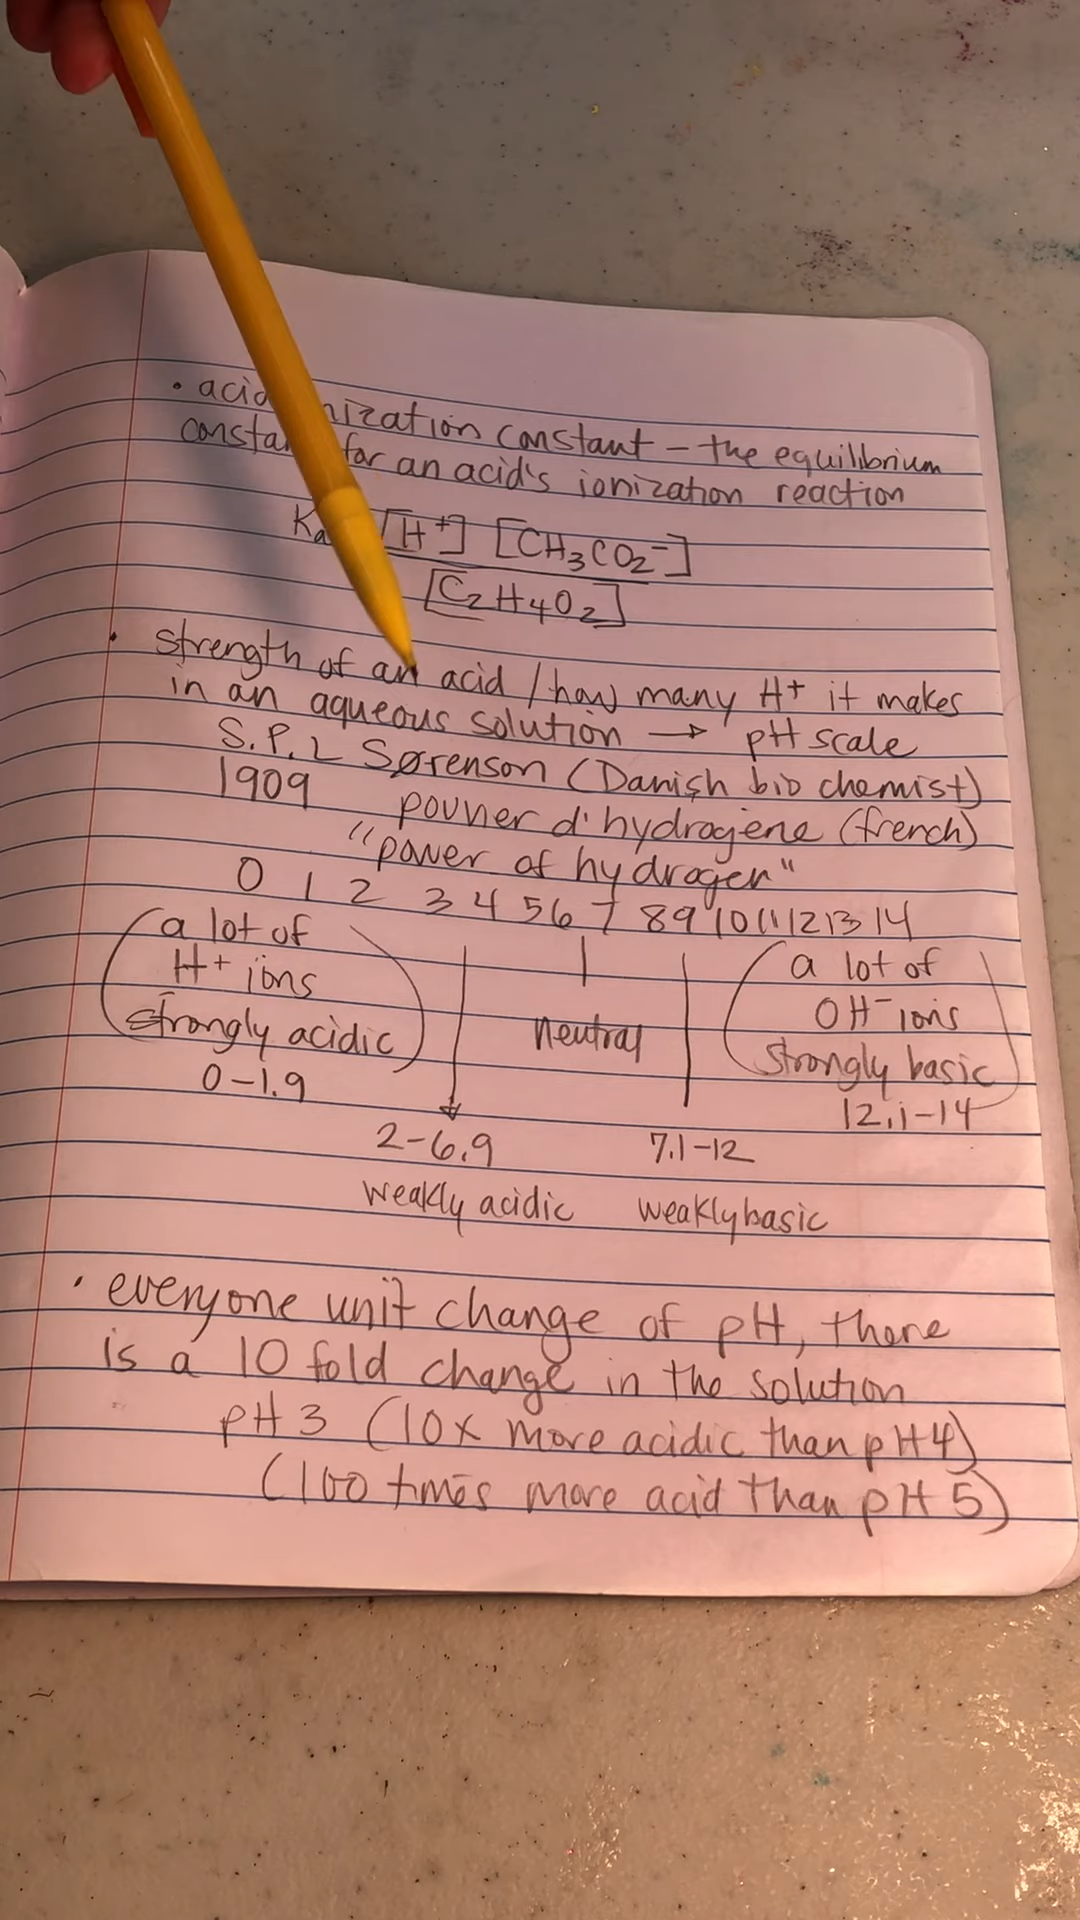 • acid nization constant – the equilibrium
constan for an acid's ionization reaction
Ka [H+] [CH3CO2–]
[C2H4O2]
• strength of an acid / how many H+ it makes
in an aqueous solution → pH scale
S.P.L Sørenson (Danish bio chemist)
1909 pouner d'hydrogène (french)
"power of hydrogen"
0 1 2 3 4 5 6 7 8 9 10 11 12 13 14
a lot of
H+ ions
strongly acidic
0–1.9
neutral
a lot of
OH– ions
strongly basic
12.1–14
2–6.9 7.1–12
weakly acidic weakly basic
• everyone unit change of pH, there
is a 10 fold change in the solution
pH 3 (10x more acidic than pH4)
(100 times more acid than pH 5)